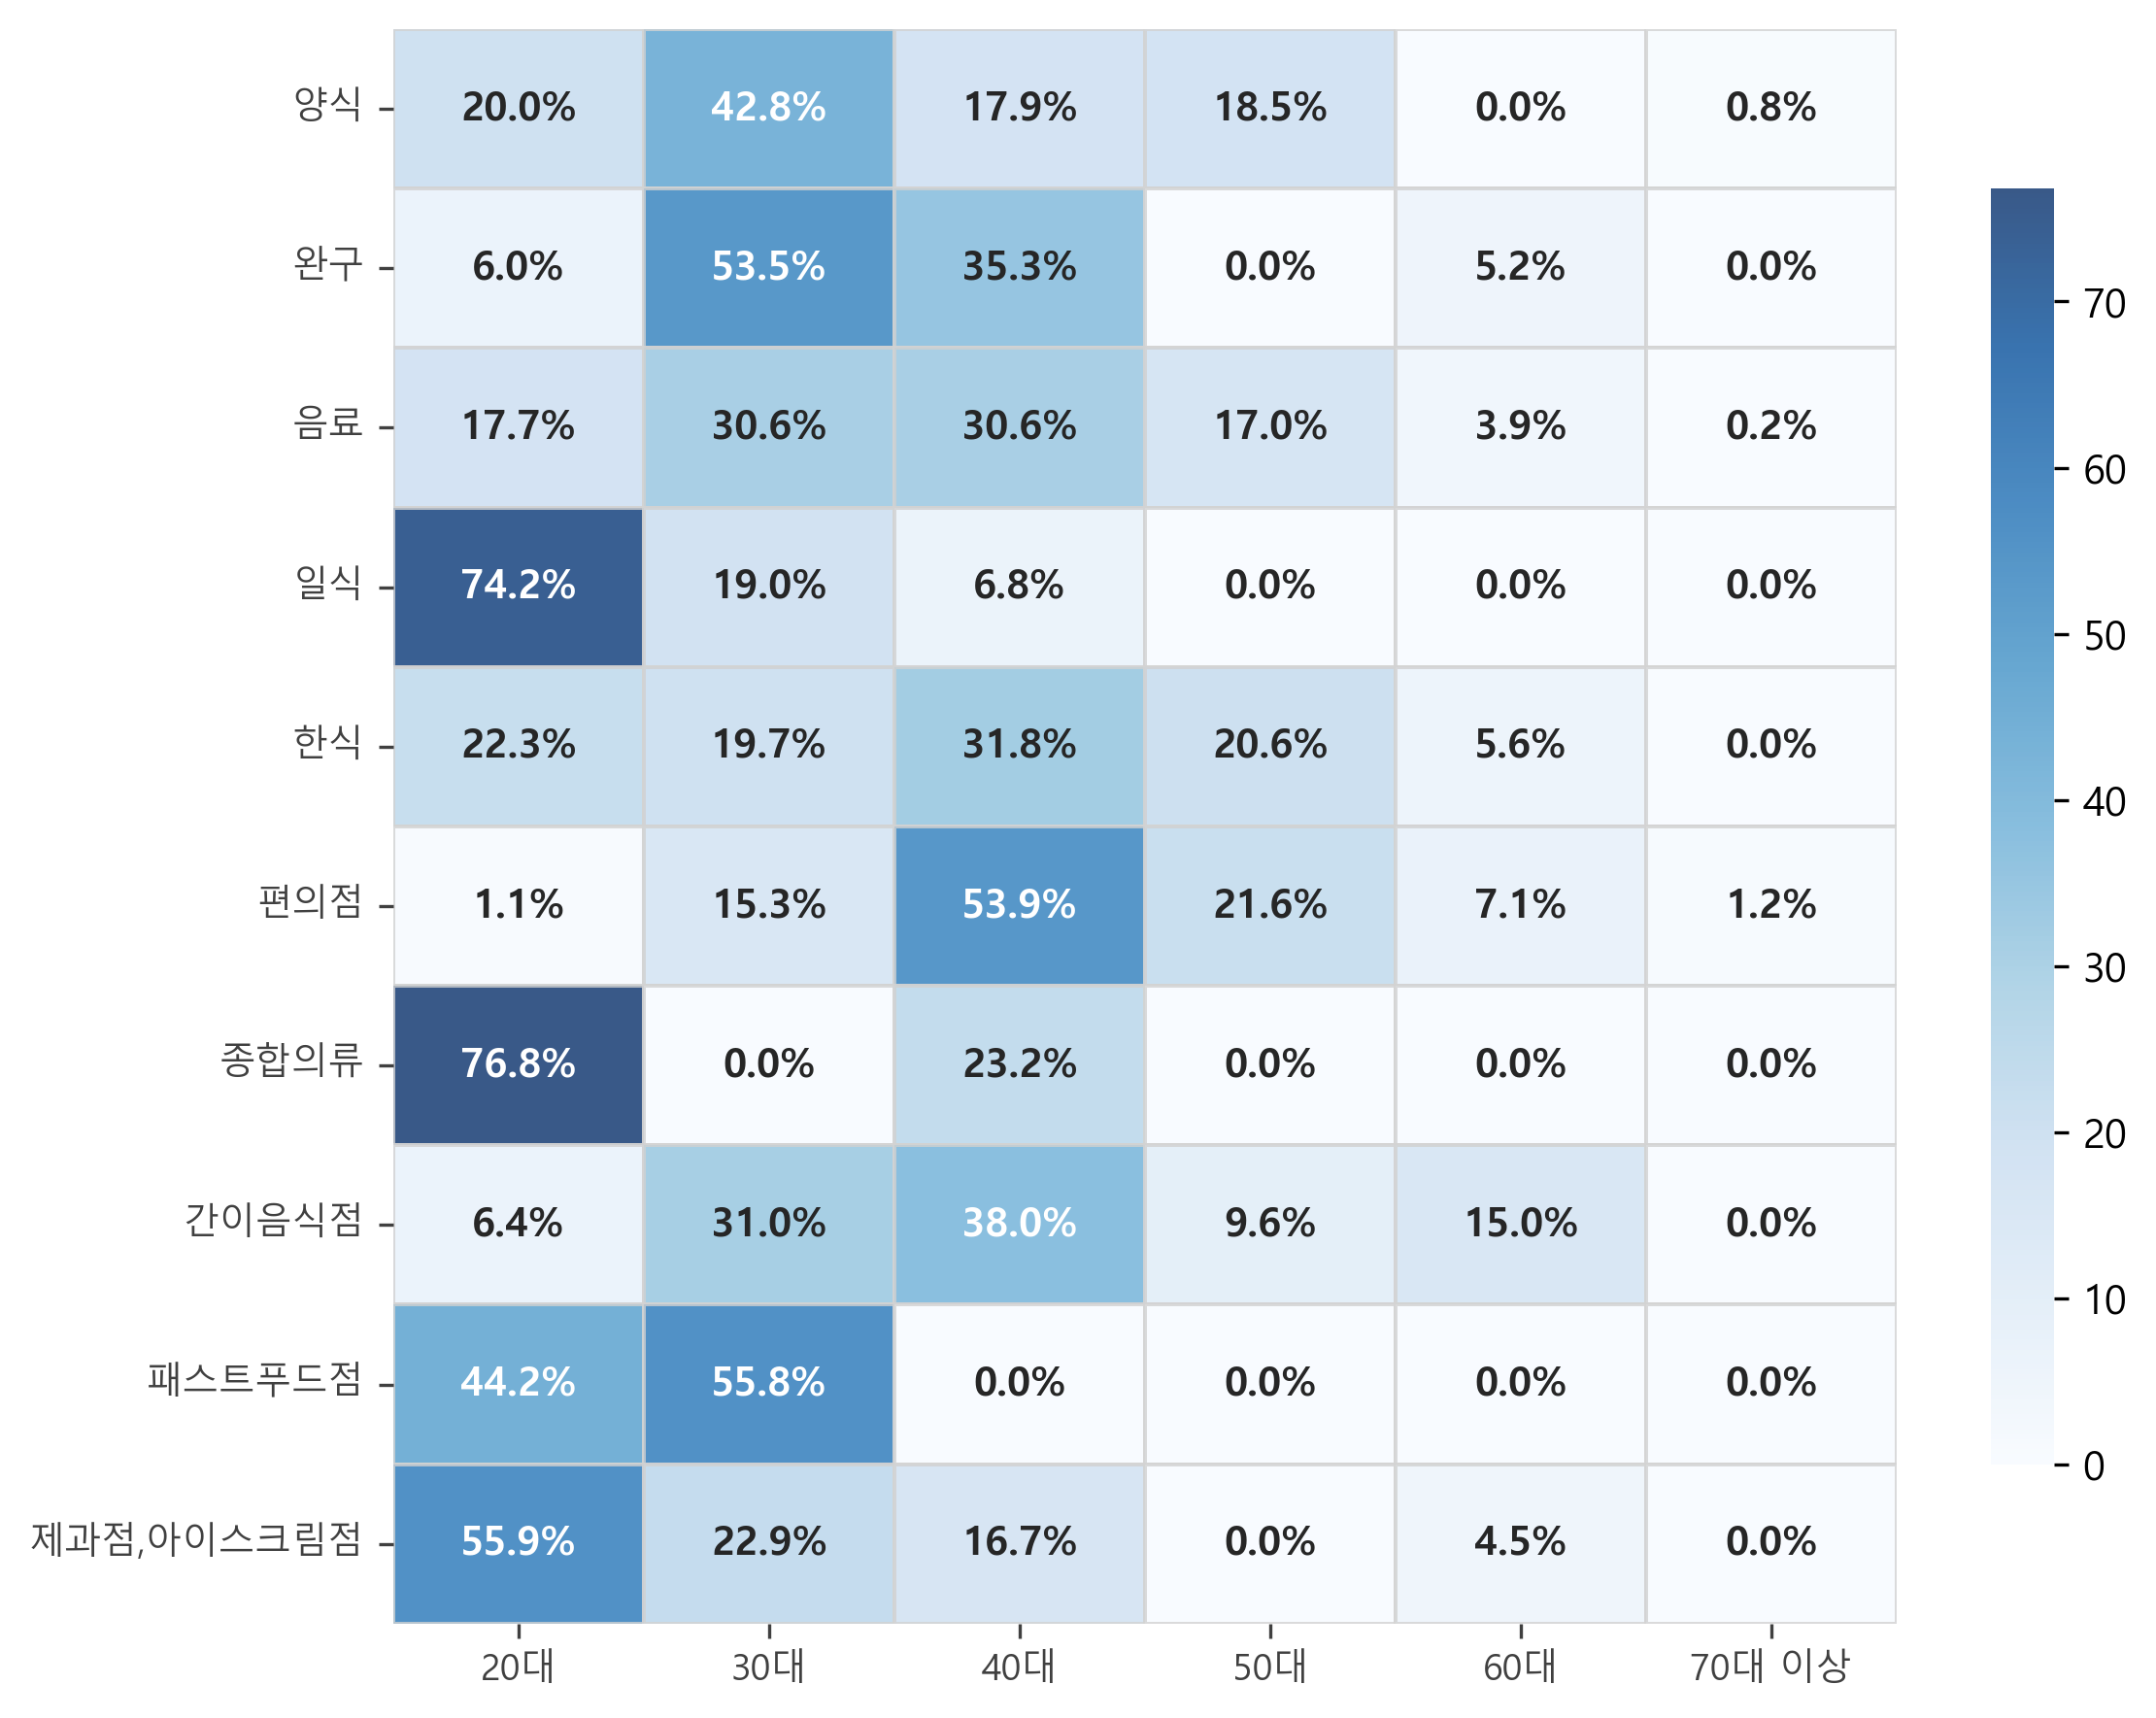 양식 20.0% 42.8% 17.9% 18.5% 0.0% 0.8%
완구 6.0% 53.5% 35.3% 0.0% 5.2% 0.0%
음료 17.7% 30.6% 30.6% 17.0% 3.9% 0.2%
일식 74.2% 19.0% 6.8% 0.0% 0.0% 0.0%
한식 22.3% 19.7% 31.8% 20.6% 5.6% 0.0%
편의점 1.1% 15.3% 53.9% 21.6% 7.1% 1.2%
종합의류 76.8% 0.0% 23.2% 0.0% 0.0% 0.0%
간이음식점 6.4% 31.0% 38.0% 9.6% 15.0% 0.0%
패스트푸드점 44.2% 55.8% 0.0% 0.0% 0.0% 0.0%
제과점,아이스크림점 55.9% 22.9% 16.7% 0.0% 4.5% 0.0%
20대 30대 40대 50대 60대 70대 이상
70
60
50
40
30
20
10
0